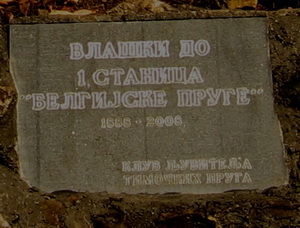 ВЛАШКИ ДО
1. СТАНИЦА
"БЕЛГИЈСКЕ ПРУГЕ"
КЛУБ ЉУБИТЕЉА
ТИМОЧКИХ ПРУГА